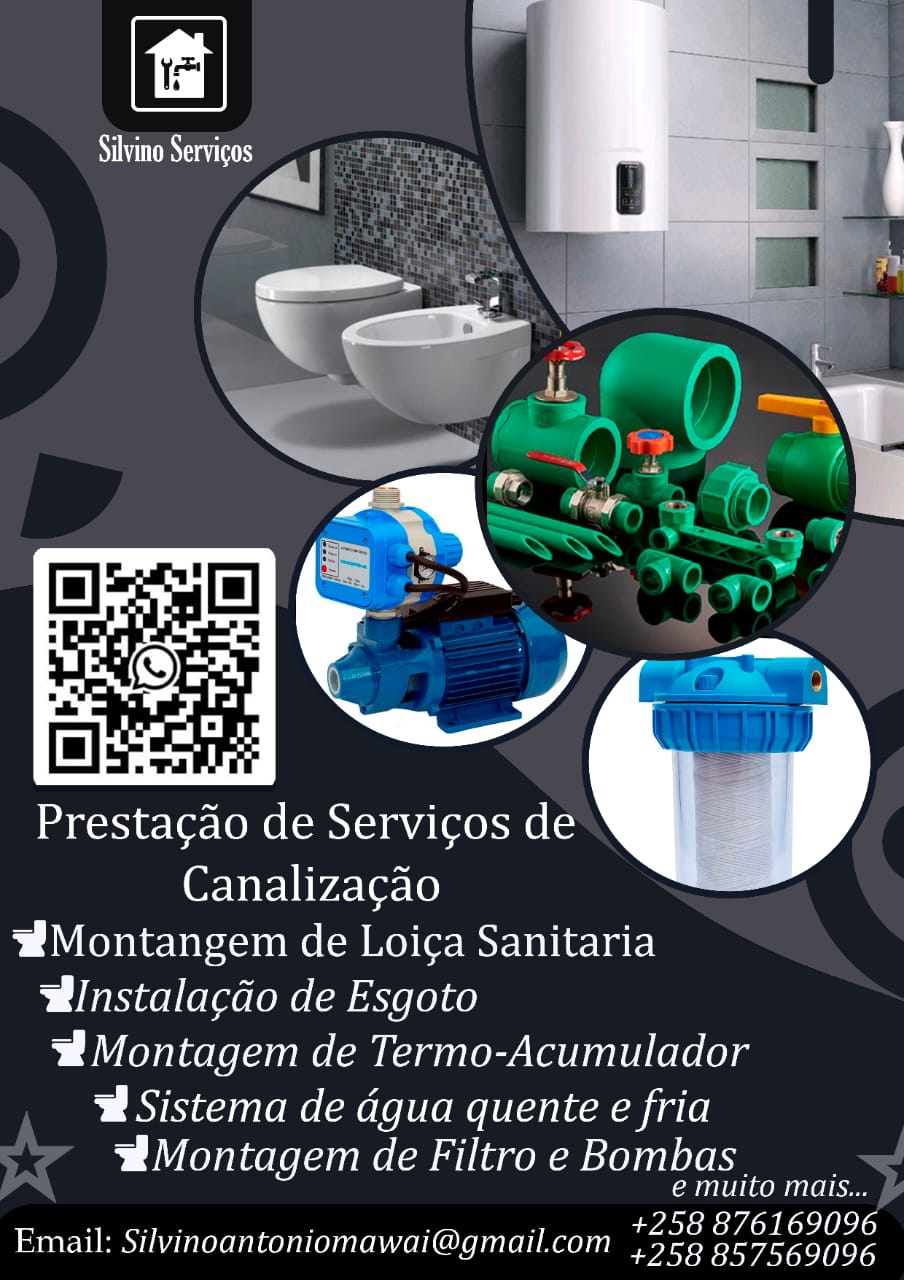 Silvino Serviços
Prestação de Serviços de
Canalização
Montangem de Loiça Sanitaria
Instalação de Esgoto
Montagem de Termo-Acumulador
Sistema de água quente e fria
Montagem de Filtro e Bombas
e muito mais...
Email: Silvinoantoniomawai@gmail.com
+258 876169096
+258 857569096